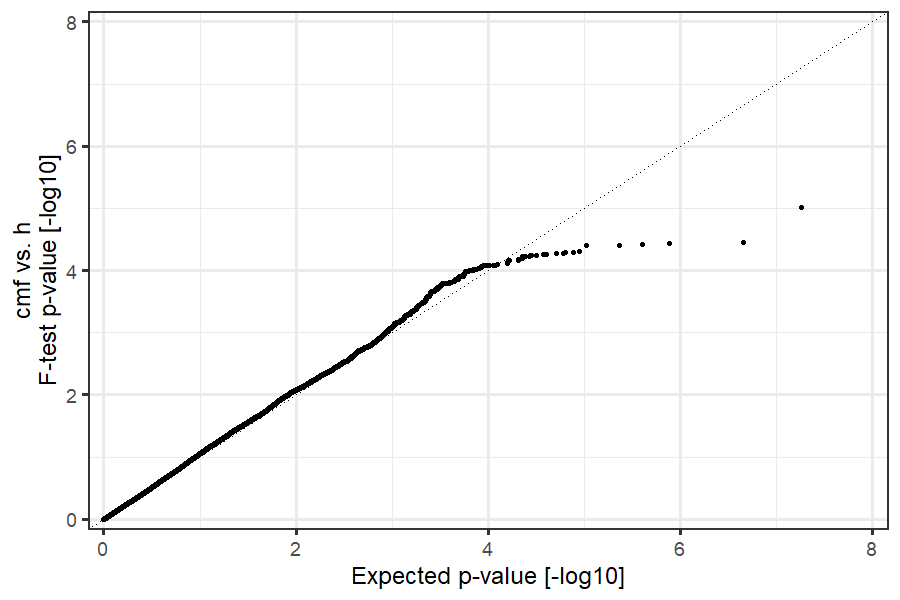 8
6
4
2
0
cmf vs. h
F-test p-value [-log10]
0 2 4 6 8
Expected p-value [-log10]